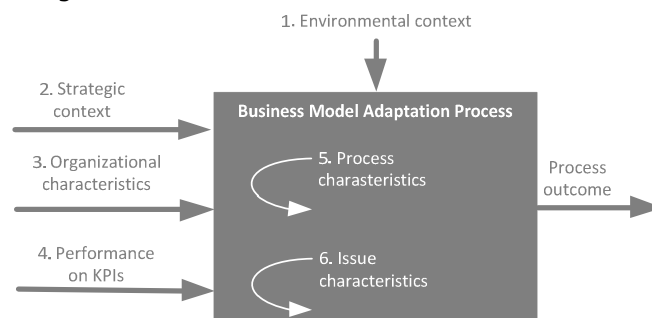 1. Environmental context
2. Strategic
context
Business Model Adaptation Process
3. Organizational
characteristics
5. Process
charasteristics
Process
outcome
4. Performance
on KPIs
6. Issue
characteristics